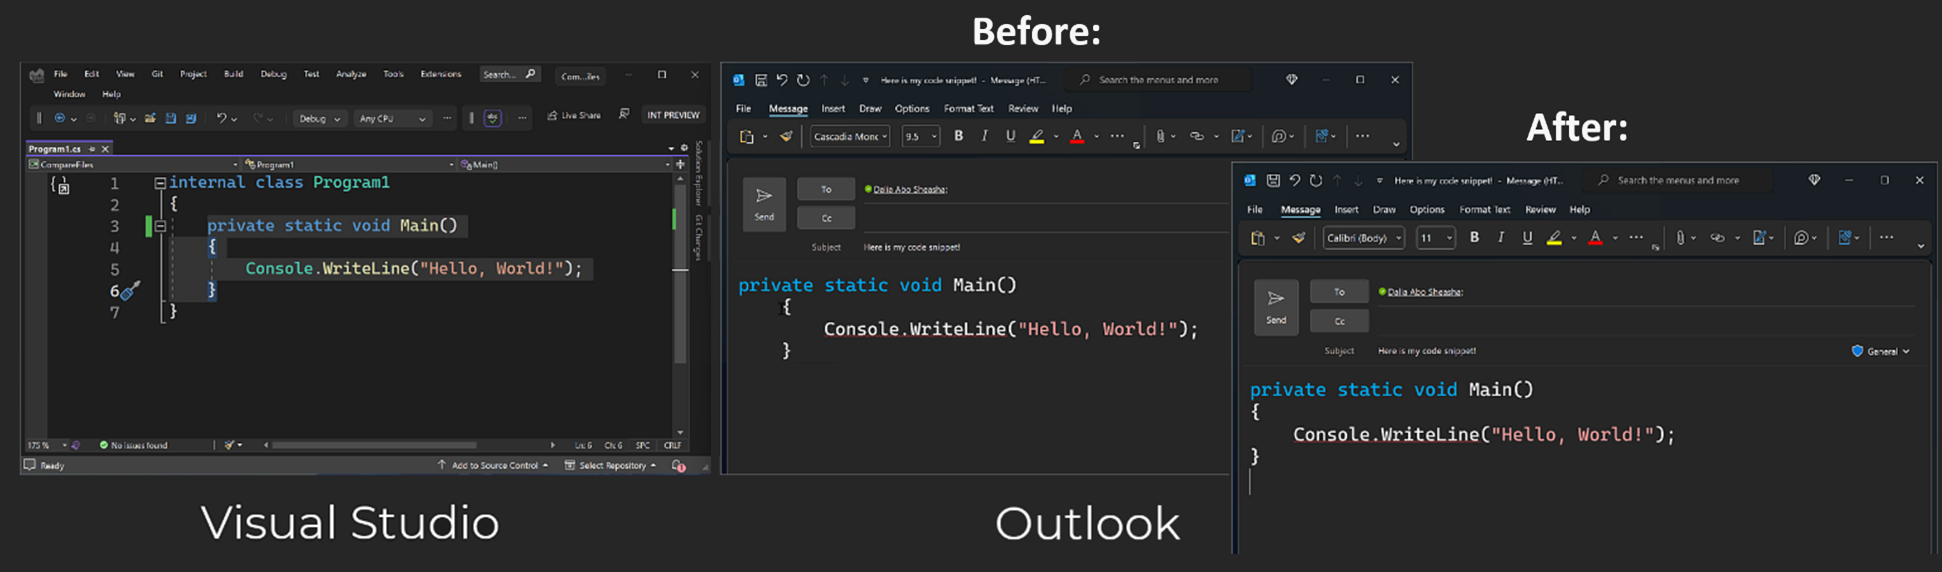 Before:
After:
File Edit View Git Project Build Debug Test Analyze Tools Extensions Search... Com...iles
Window Help
Debug Any CPU Live Share INT PREVIEW
Program1.cs
CompareFiles Program1 Main()
1 internal class Program1
2 {
3 private static void Main()
4 {
5 Console.WriteLine("Hello, World!");
6 }
7 }
Solution Explorer
Git Changes
175 % No issues found Ln: 6 Ch: 6 SPC CRLF
Ready Add to Source Control Select Repository 1
Visual Studio
Here is my code snippet! - Message (HT... Search the menus and more
File Message Insert Draw Options Format Text Review Help
Cascadia Mono 9.5 B I U A ...
Send
To Dalia Abo Sheasha;
Cc
Subject Here is my code snippet!
private static void Main()
{
Console.WriteLine("Hello, World!");
}
Outlook
Here is my code snippet! - Message (HT... Search the menus and more
File Message Insert Draw Options Format Text Review Help
Calibri (Body) 11 B I U A ...
Send
To Dalia Abo Sheasha;
Cc
Subject Here is my code snippet! General
private static void Main()
{
Console.WriteLine("Hello, World!");
}